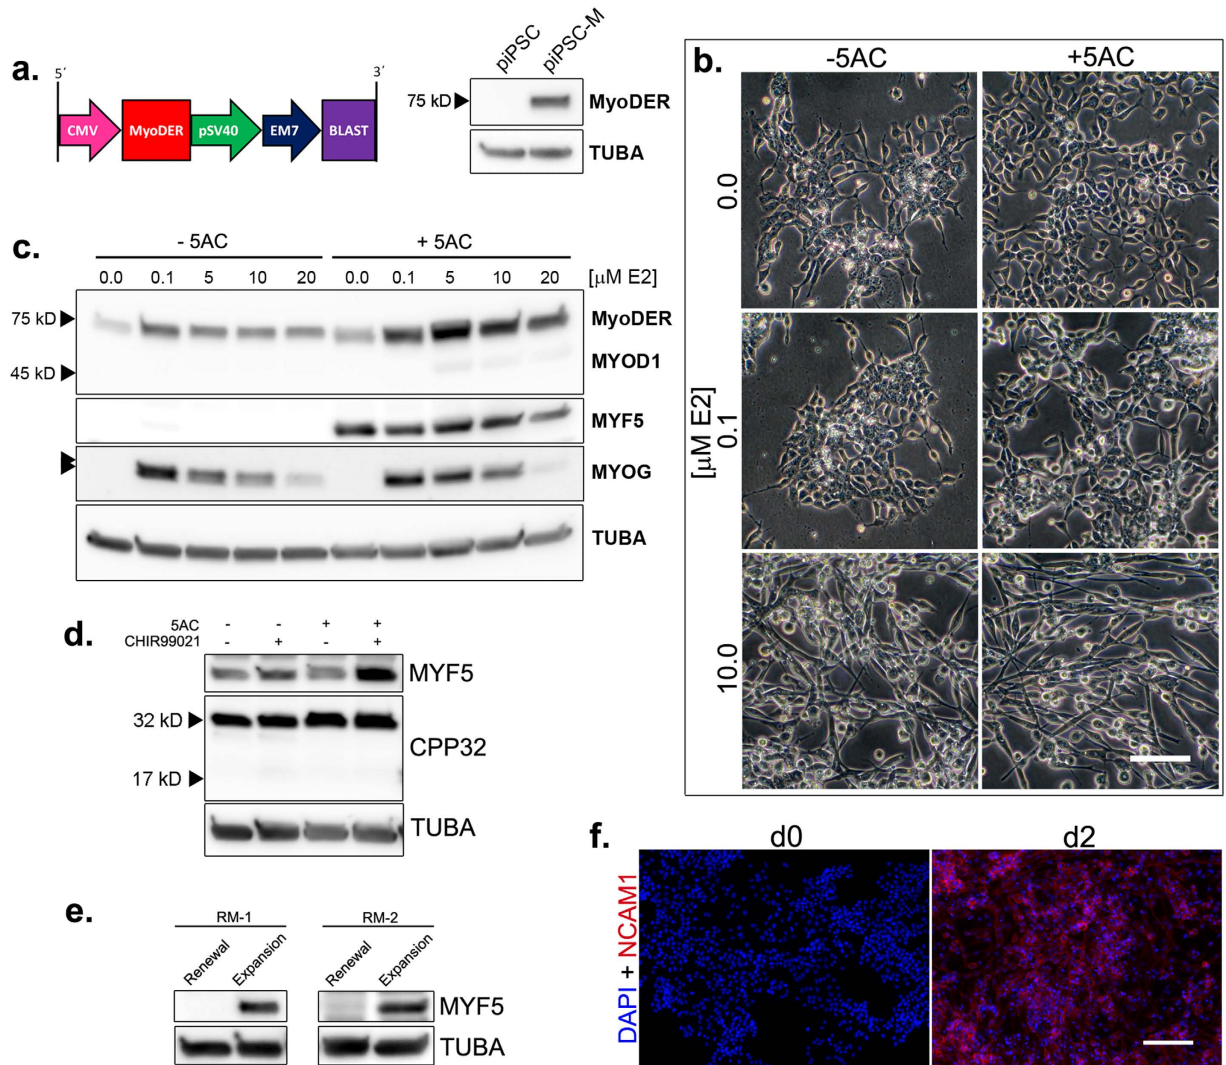 a.
5´ 3´
CMV MyoDER pSV40 EM7 BLAST
piPSC piPSC-M
75 kD MyoDER
TUBA
b.
-5AC +5AC
[µM E2]
0.0
0.1
10.0
c.
- 5AC + 5AC
0.0 0.1 5 10 20 0.0 0.1 5 10 20 [µM E2]
75 kD MyoDER
MYOD1
45 kD
MYF5
MYOG
TUBA
d.
5AC - - + +
CHIR99021 - + - +
MYF5
32 kD
CPP32
17 kD
TUBA
e.
RM-1 RM-2
Renewal Expansion Renewal Expansion
MYF5
TUBA
f.
d0 d2
DAPI + NCAM1